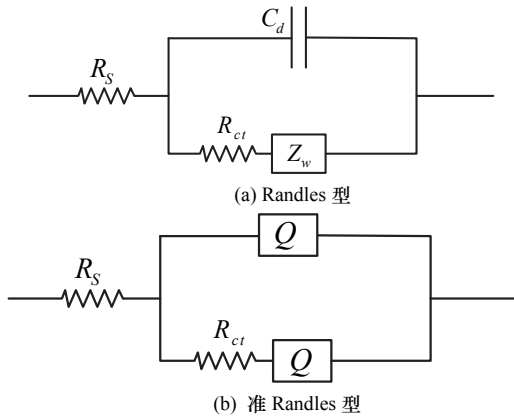 C_d
R_S
R_ct
Z_w
(a) Randles 型
Q
R_S
R_ct
Q
(b) 准 Randles 型